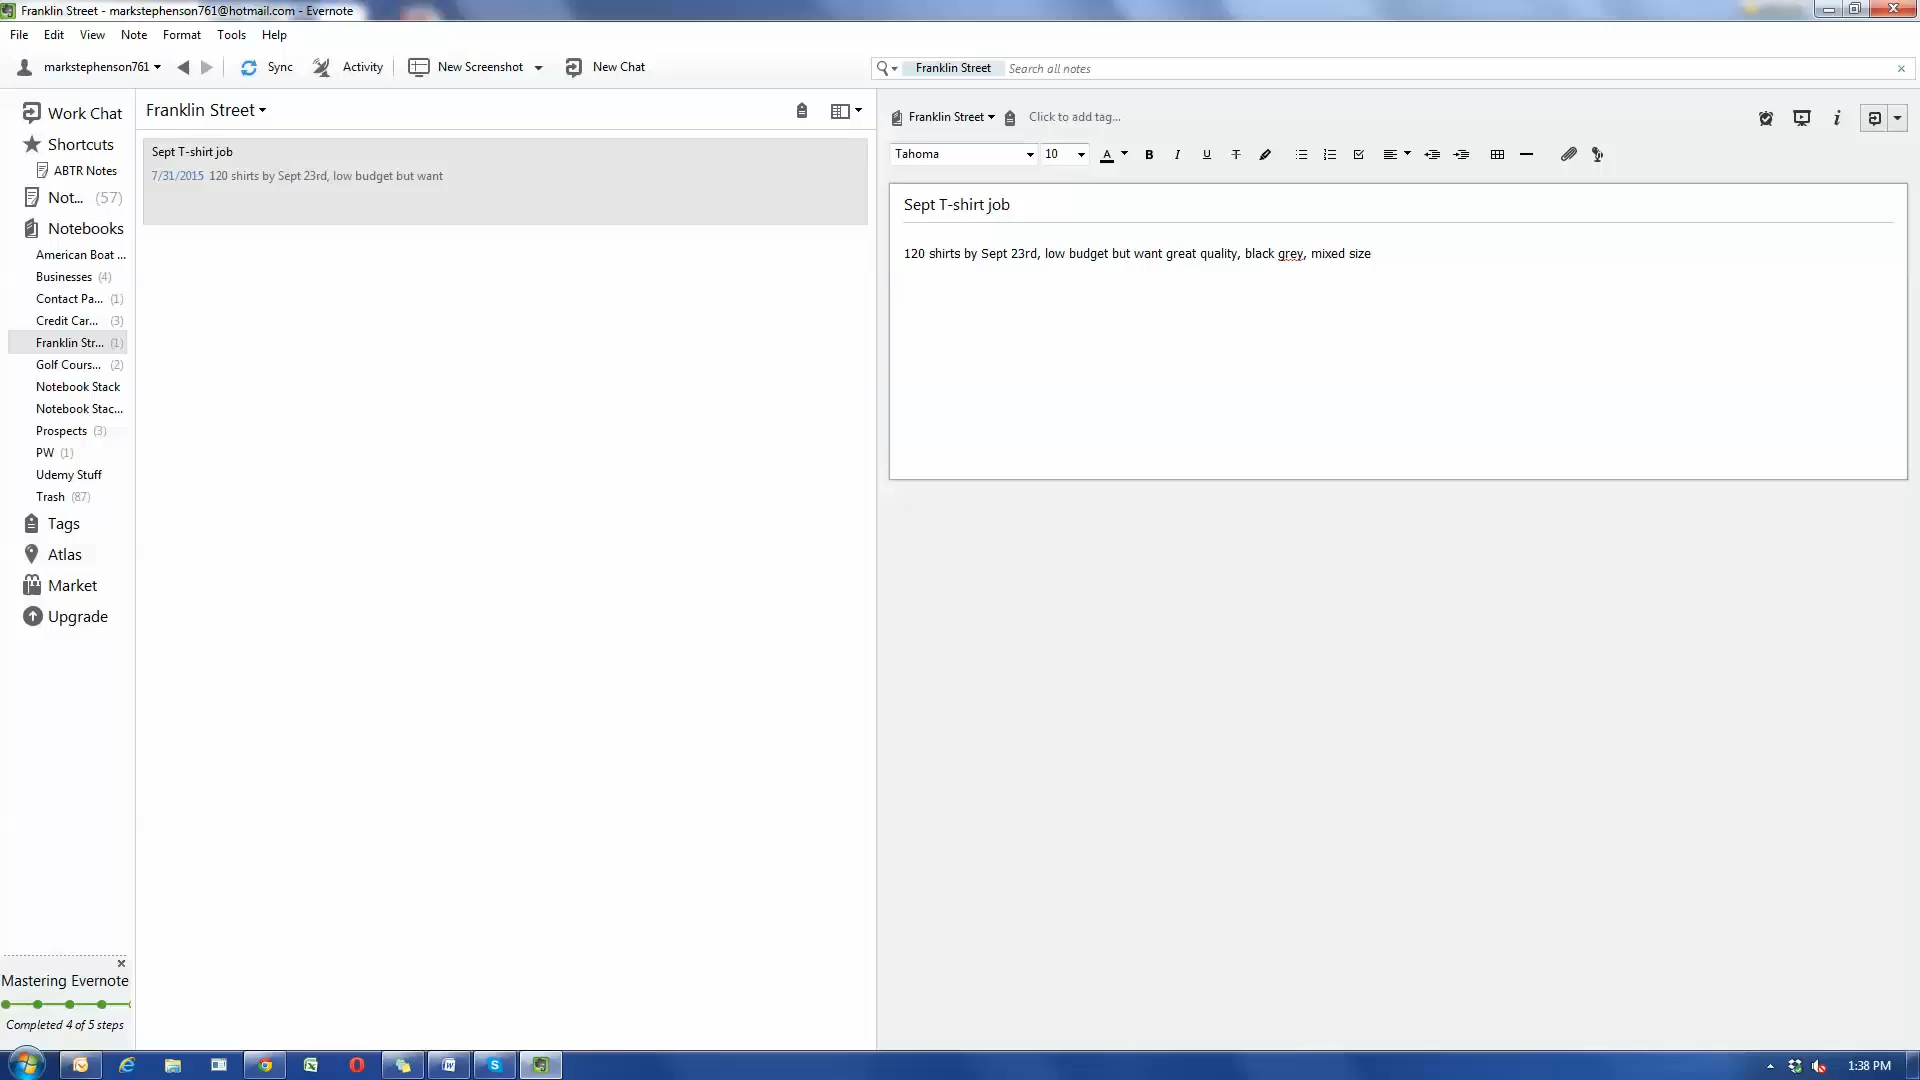 Franklin Street - markstephenson761@hotmail.com - Evernote
File Edit View Note Format Tools Help
markstephenson761 Sync Activity New Screenshot New Chat
Franklin Street Search all notes
Work Chat
Shortcuts
ABTR Notes
Not... (57)
Notebooks
American Boat ...
Businesses (4)
Contact Pa... (1)
Credit Car... (3)
Franklin Str... (1)
Golf Cours... (2)
Notebook Stack
Notebook Stac...
Prospects (3)
PW (1)
Udemy Stuff
Trash (87)
Tags
Atlas
Market
Upgrade
Mastering Evernote
Completed 4 of 5 steps
Franklin Street
Sept T-shirt job
7/31/2015 120 shirts by Sept 23rd, low budget but want
Franklin Street Click to add tag...
Tahoma 10 A B I U T
Sept T-shirt job
120 shirts by Sept 23rd, low budget but want great quality, black grey, mixed size
1:38 PM